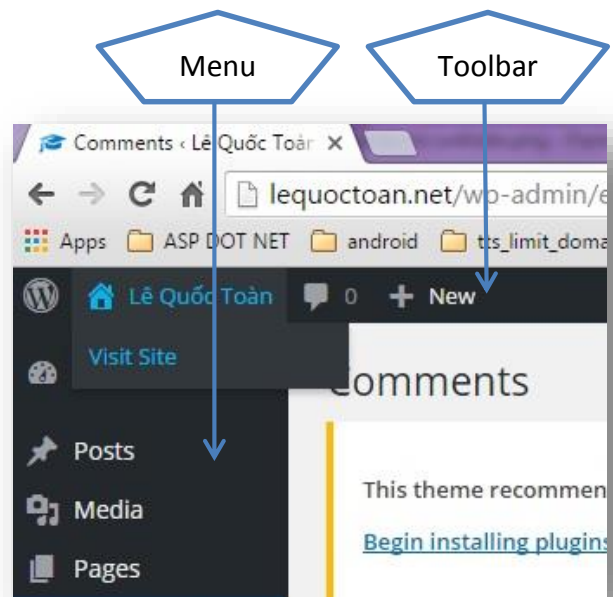 Menu Toolbar
Comments ‹ Lê Quốc Toàn
lequoctoan.net/wp-admin/e
Apps ASP DOT NET android tts_limit_doma
Lê Quốc Toàn 0 New
Visit Site
Comments
Posts
This theme recommen
Media
Begin installing plugins
Pages